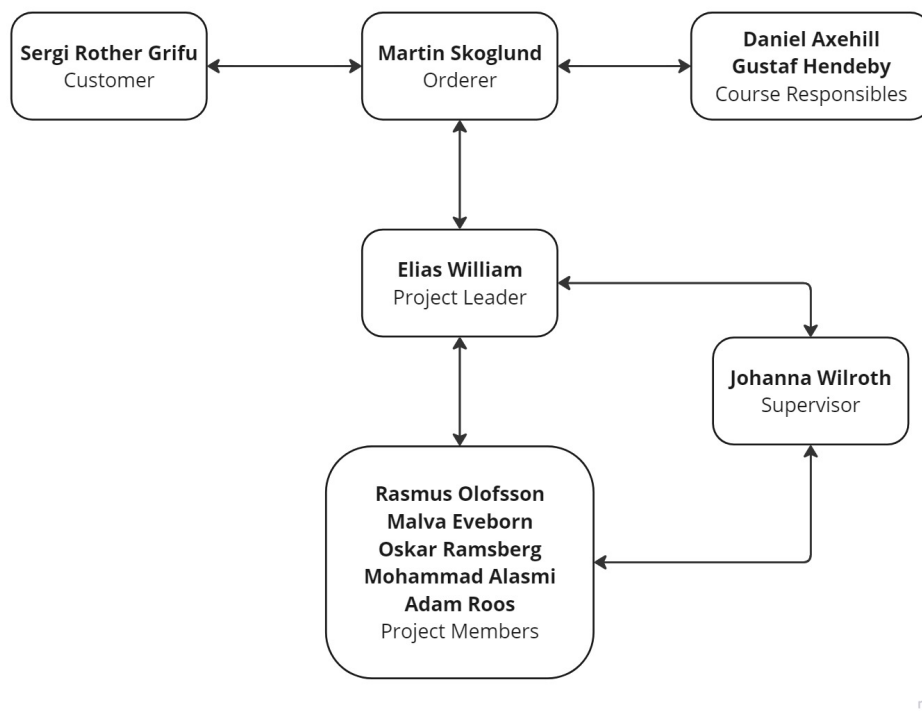 Sergi Rother Grifu
Customer
Martin Skoglund
Orderer
Daniel Axehill
Gustaf Hendeby
Course Responsibles
Elias William
Project Leader
Johanna Wilroth
Supervisor
Rasmus Olofsson
Malva Eveborn
Oskar Ramsberg
Mohammad Alasmi
Adam Roos
Project Members